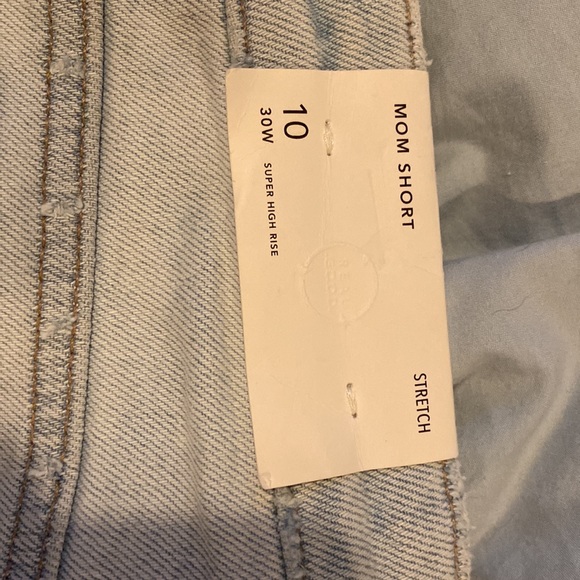 MOM SHORT
STRETCH
10
30W
SUPER HIGH RISE